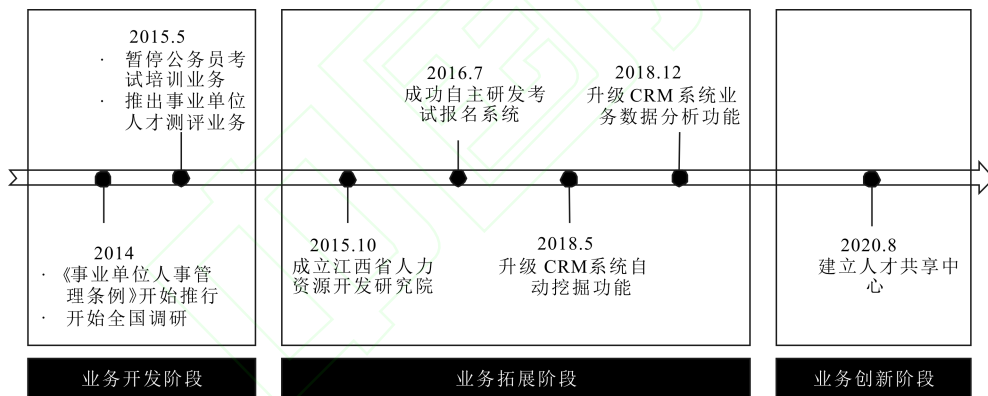 2015.5
· 暂停公务员考
试培训业务
· 推出事业单位
人才测评业务
2014
· 《事业单位人事管
理条例》开始推行
· 开始全国调研
业务开发阶段
2016.7
成功自主研发考
试报名系统
2018.12
升级CRM系统业
务数据分析功能
2015.10
成立江西省人力
资源开发研究院
2018.5
升级 CRM系统自
动挖掘功能
业务拓展阶段
2020.8
建立人才共享中
心
业务创新阶段